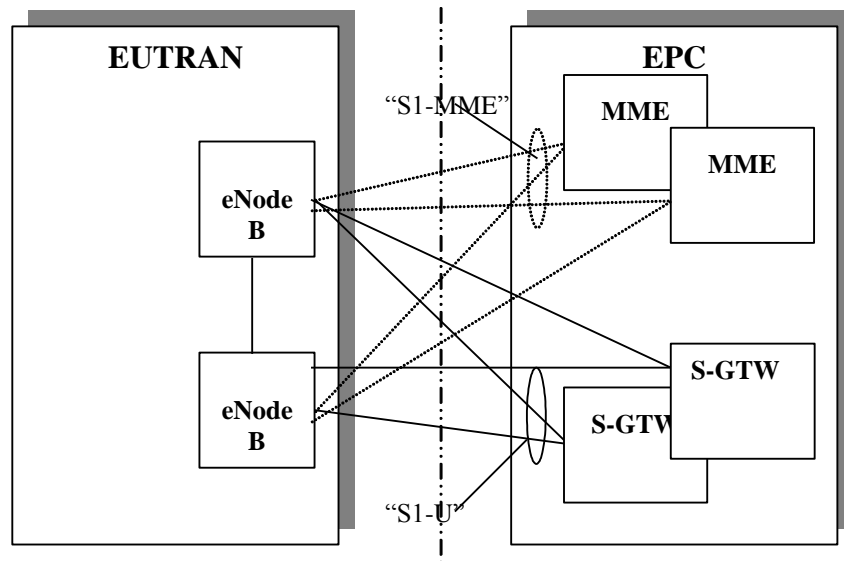 EUTRAN
EPC
“S1-MME”
MME
MME
eNode
B
S-GTW
eNode
B
S-GTW
“S1-U”